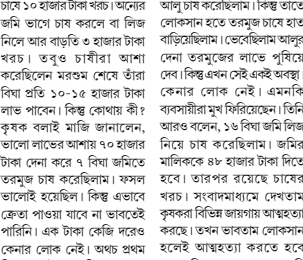 চাষে ১০ হাজার টাকা খরচ। অন্যের
জমি ভাগে চাষ করলে বা লিজ
নিলে আর বাড়তি ৩ হাজার টাকা
খরচ। তবুও চাষীরা আশা
করেছিলেন মরশুম শেষে তাঁরা
বিঘা প্রতি ১০-১৫ হাজার টাকা
লাভ পাবেন। কিন্তু কোথায় কী?
কৃষক বলাই মাজি জানালেন,
ভালো লাভের আশায় ৭০ হাজার
টাকা দেনা করে ৭ বিঘা জমিতে
তরমুজ চাষ করেছিলাম। ফসল
ভালোই হয়েছিল। কিন্তু এভাবে
ক্রেতা পাওয়া যাবে না ভাবতেই
পারিনি। এক টাকা কেজি দরেও
কেনার লোক নেই। অথচ প্রথম
আলু চাষ করেছিলাম। কিন্তু তাতে
লোকসান হতে তরমুজ চাষে হাত
বাড়িয়েছিলাম। ভেবেছিলাম আলুর
দেনা তরমুজের লাভে পুষিয়ে
দেব। কিন্তু এখন সেই একই অবস্থা।
কেনার লোক নেই। এমনকি
ব্যবসায়ীরা মুখ ফিরিয়েছেন। তিনি
আরও বলেন, ১৬ বিঘা জমি লিজ
নিয়ে চাষ করেছিলাম। জমির
মালিককে ৪৮ হাজার টাকা দিতে
হবে। তারপর রয়েছে চাষের
খরচ। সংবাদমাধ্যমে দেখতাম
কৃষকরা বিভিন্ন জায়গায় আত্মহত্যা
করছে। তখন ভাবতাম লোকসান
হলেই আত্মহত্যা করতে হবে